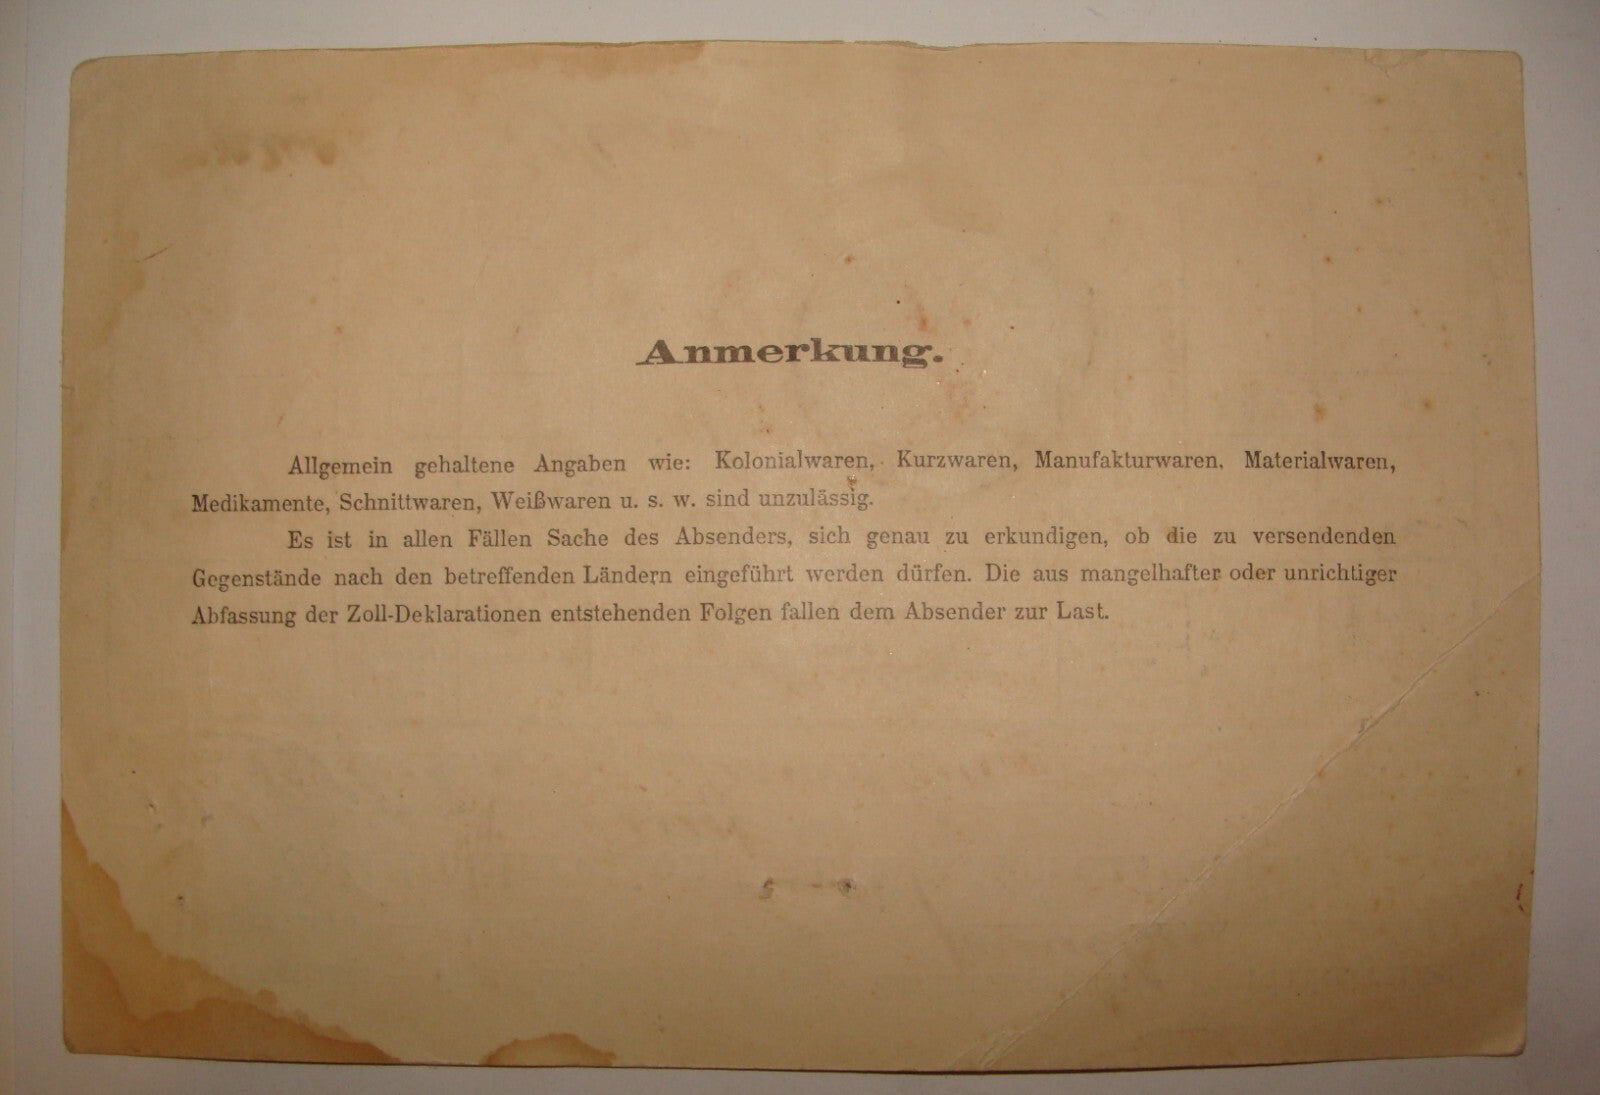 Anmerkung.
Allgemein gehaltene Angaben wie: Kolonialwaren, Kurzwaren, Manufakturwaren, Materialwaren,
Medikamente, Schnittwaren, Weißwaren u. s. w. sind unzulässig.
Es ist in allen Fällen Sache des Absenders, sich genau zu erkundigen, ob die zu versendenden
Gegenstände nach den betreffenden Ländern eingeführt werden dürfen. Die aus mangelhafter oder unrichtiger
Abfassung der Zoll-Deklarationen entstehenden Folgen fallen dem Absender zur Last.